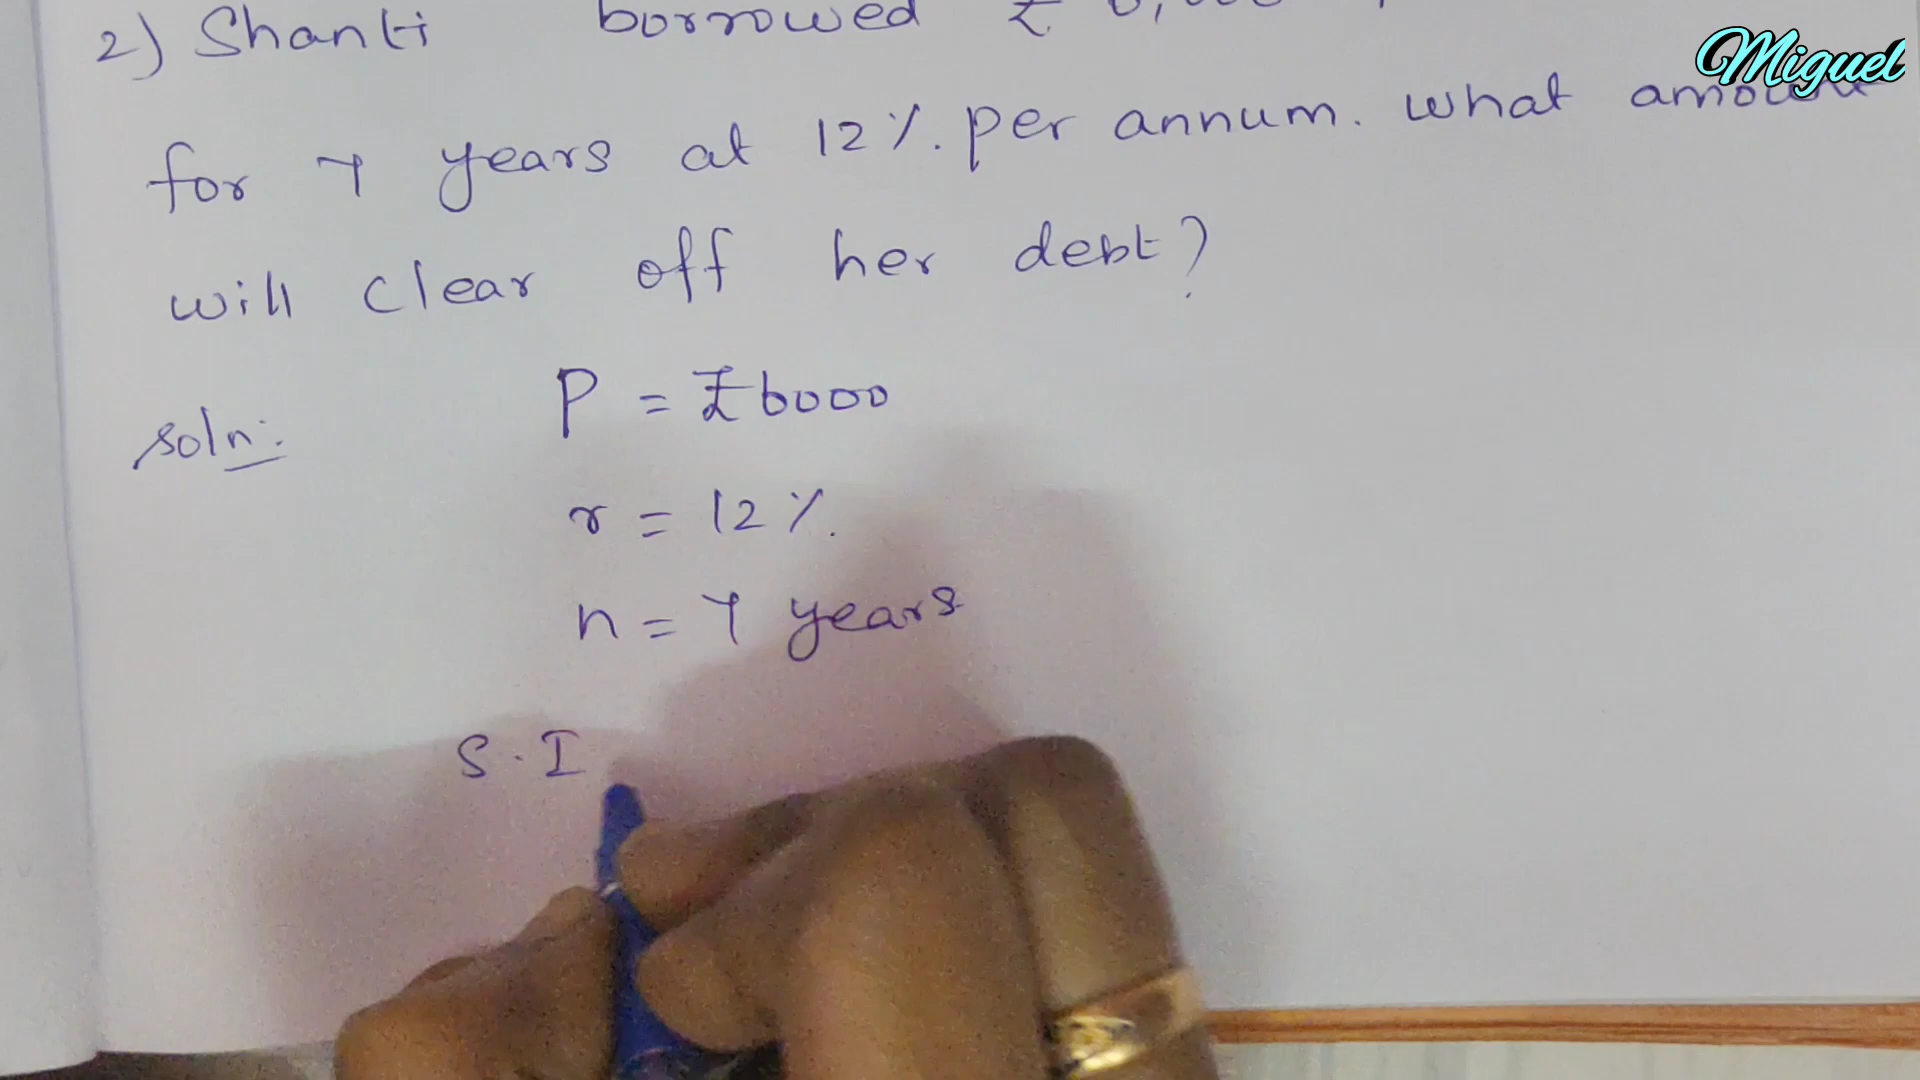 2) Shanti borrowed ₹
for 7 years at 12%. per annum. what amount
will clear off her debt?
soln:
P = ₹6000
r = 12%.
n = 7 years
S.I
Miguel